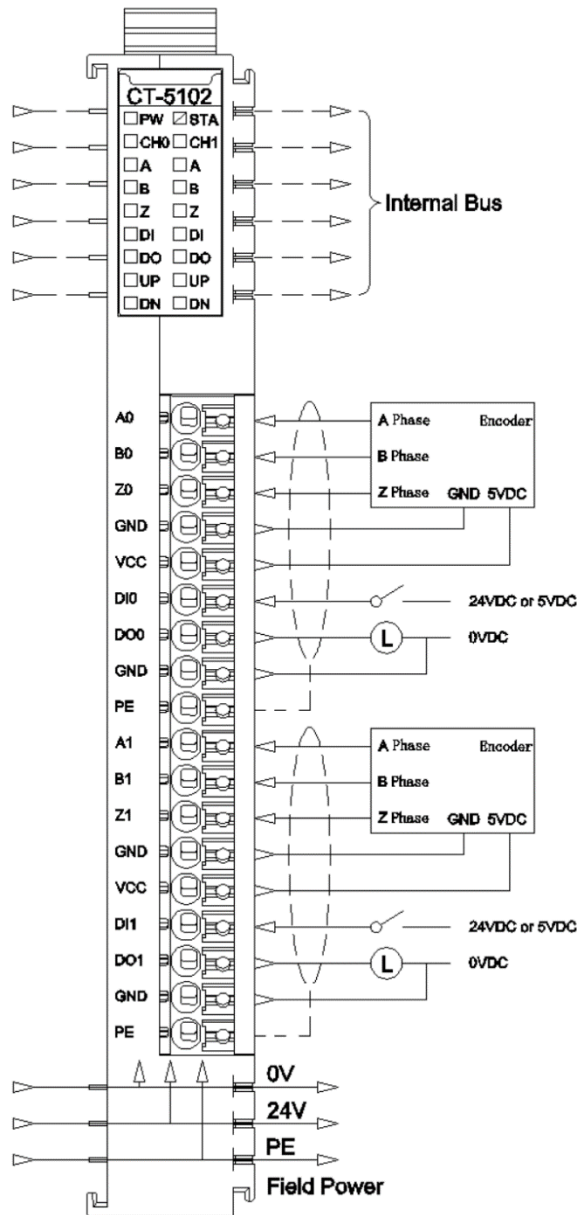 CT-5102
PW STA
CH0 CH1
A A
B B
Z Z
DI DI
DO DO
UP UP
DN DN
Internal Bus
A0
B0
Z0
GND
VCC
DI0
DO0
GND
PE
A Phase Encoder
B Phase
Z Phase GND 5VDC
24VDC or 5VDC
L 0VDC
A1
B1
Z1
GND
VCC
DI1
DO1
GND
PE
A Phase Encoder
B Phase
Z Phase GND 5VDC
24VDC or 5VDC
L 0VDC
0V
24V
PE
Field Power